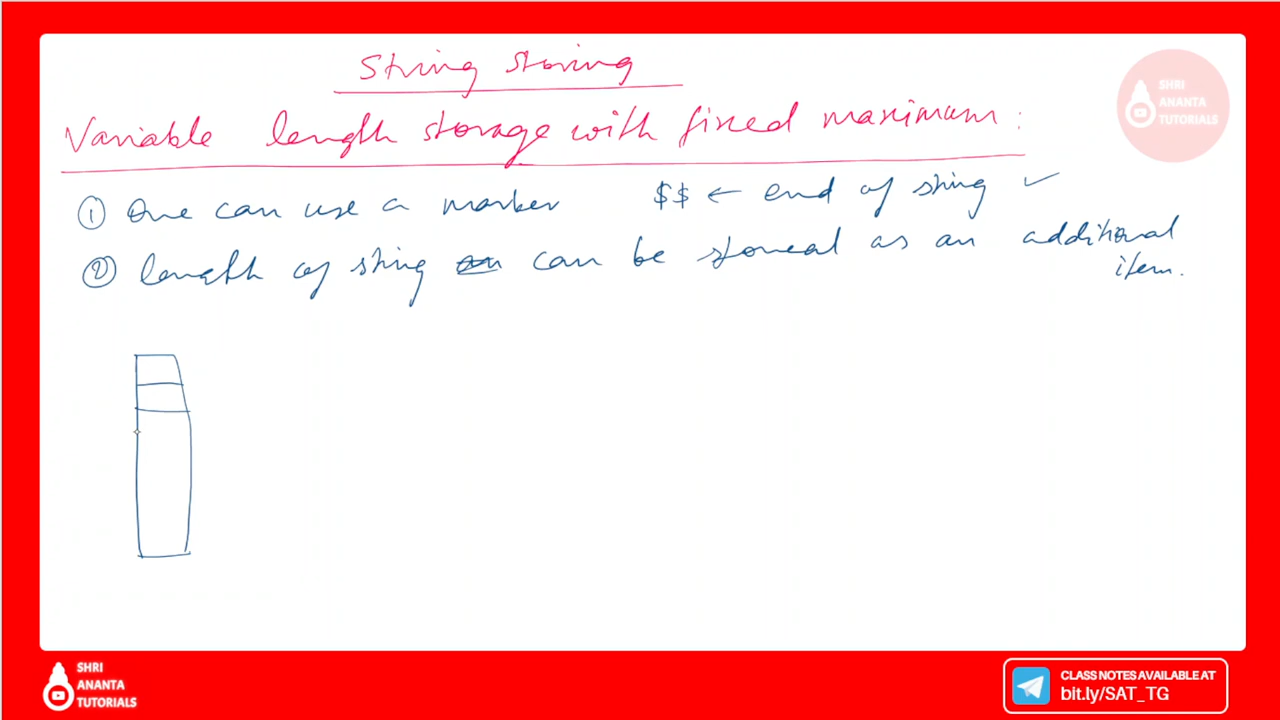 String storing
Variable length storage with fixed maximum :
① One can use a marker $$ ← end of string ✓
② length of string can be stored as an additional
item.
SHRI
ANANTA
TUTORIALS
SHRI
ANANTA
TUTORIALS
CLASS NOTES AVAILABLE AT
bit.ly/SAT_TG